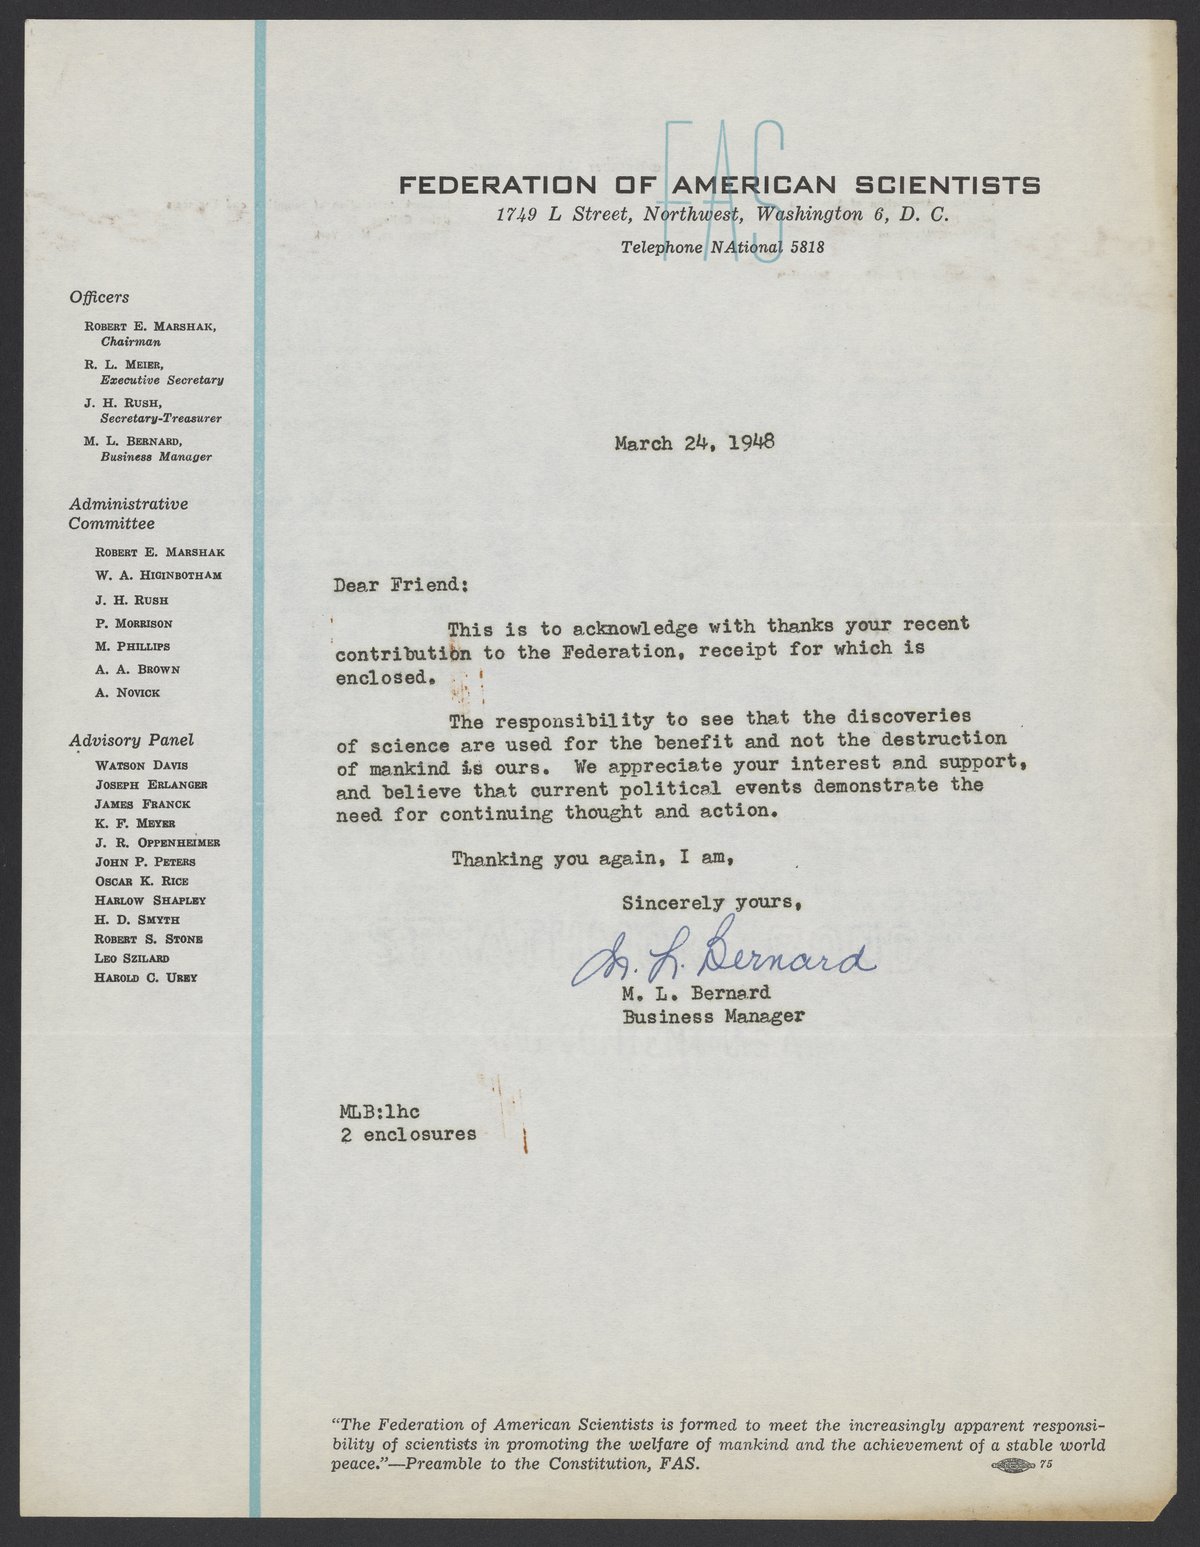 FAS
FEDERATION OF AMERICAN SCIENTISTS
1749 L Street, Northwest, Washington 6, D. C.
Telephone NAtional 5818
Officers
ROBERT E. MARSHAK,
Chairman
R. L. MEIER,
Executive Secretary
J. H. RUSH,
Secretary-Treasurer
M. L. BERNARD,
Business Manager
Administrative
Committee
ROBERT E. MARSHAK
W. A. HIGINBOTHAM
J. H. RUSH
P. MORRISON
M. PHILLIPS
A. A. BROWN
A. NOVICK
Advisory Panel
WATSON DAVIS
JOSEPH ERLANGER
JAMES FRANCK
K. F. MEYER
J. R. OPPENHEIMER
JOHN P. PETERS
OSCAR K. RICE
HARLOW SHAPLEY
H. D. SMYTH
ROBERT S. STONE
LEO SZILARD
HAROLD C. UREY
March 24, 1948
Dear Friend:
This is to acknowledge with thanks your recent
contribution to the Federation, receipt for which is
enclosed.
The responsibility to see that the discoveries
of science are used for the benefit and not the destruction
of mankind is ours. We appreciate your interest and support,
and believe that current political events demonstrate the
need for continuing thought and action.
Thanking you again, I am,
Sincerely yours,
M. L. Bernard
M. L. Bernard
Business Manager
MLB:lhc
2 enclosures
"The Federation of American Scientists is formed to meet the increasingly apparent responsi-
bility of scientists in promoting the welfare of mankind and the achievement of a stable world
peace."—Preamble to the Constitution, FAS.
75